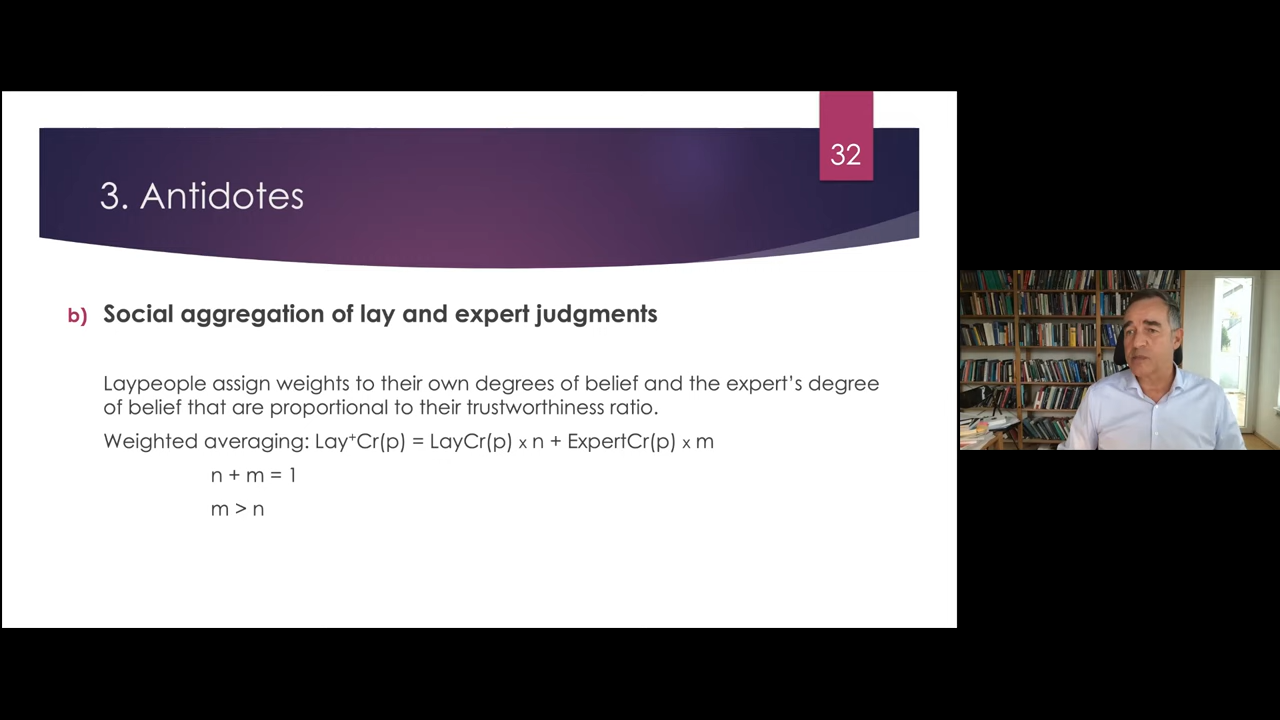 32
3. Antidotes
b) Social aggregation of lay and expert judgments
Laypeople assign weights to their own degrees of belief and the expert’s degree
of belief that are proportional to their trustworthiness ratio.
Weighted averaging: Lay⁺Cr(p) = LayCr(p) x n + ExpertCr(p) x m
n + m = 1
m > n